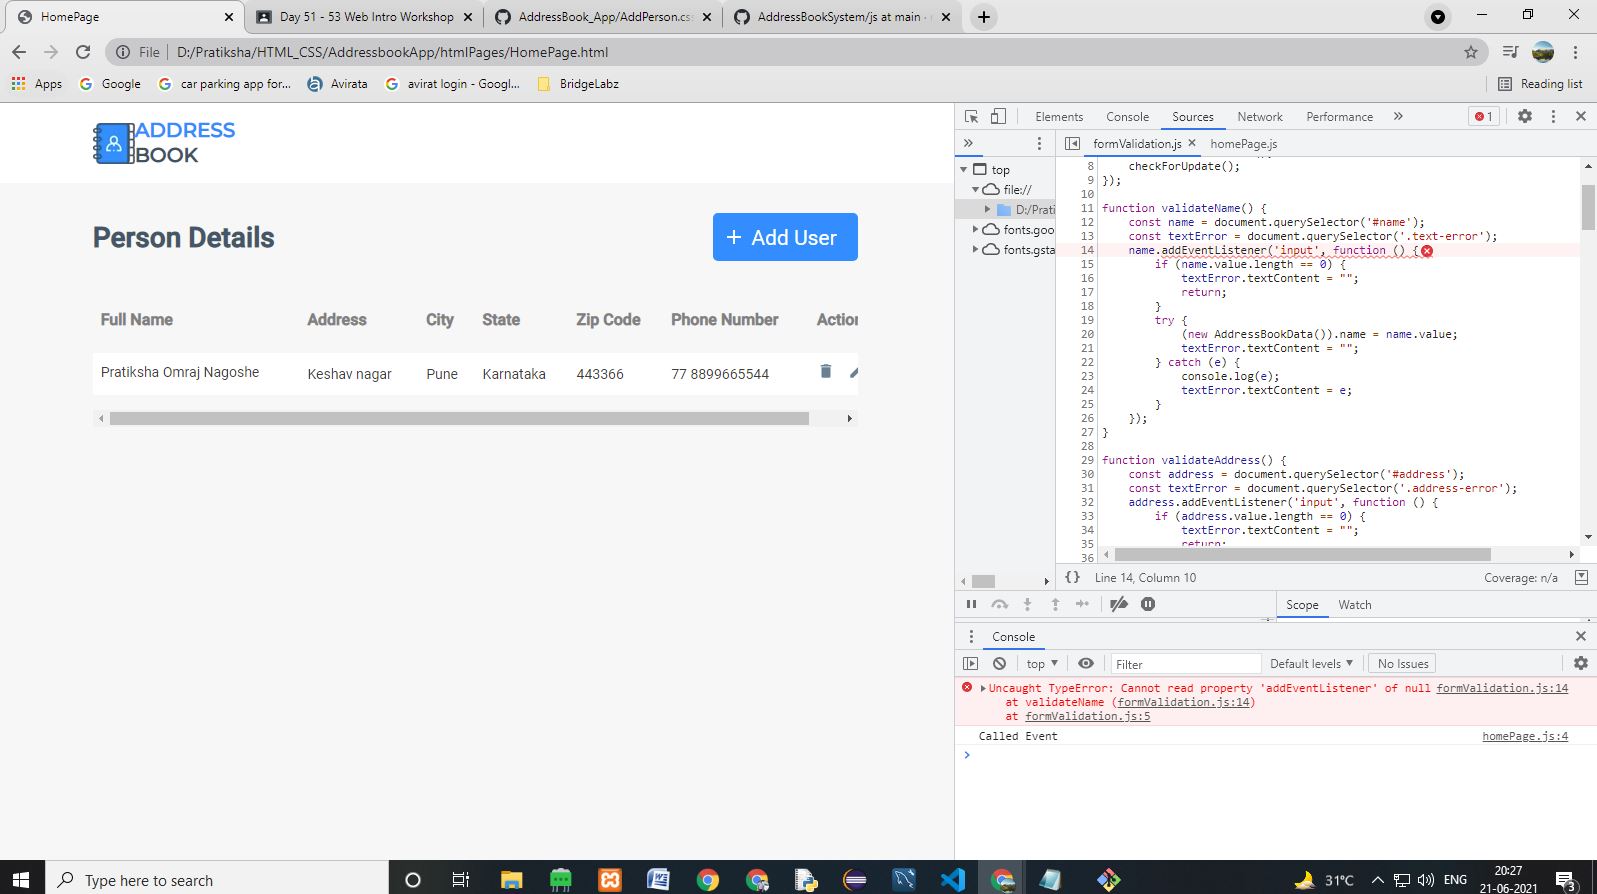 HomePage
Day 51 - 53 Web Intro Workshop
AddressBook_App/AddPerson.cs
AddressBookSystem/js at main ·
File
D:/Pratiksha/HTML_CSS/AddressbookApp/htmlPages/HomePage.html
Apps
Google
car parking app for...
Avirata
avirat login - Googl...
BridgeLabz
Reading list
ADDRESS
BOOK
Person Details
+ Add User
Full Name Address City State Zip Code Phone Number Action
Pratiksha Omraj Nagoshe Keshav nagar Pune Karnataka 443366 77 8899665544
Elements Console Sources Network Performance » 1
» formValidation.js homePage.js
top
file://
D:/Prati
fonts.goo
fonts.gsta
8 checkForUpdate();
9 });
10
11 function validateName() {
12 const name = document.querySelector('#name');
13 const textError = document.querySelector('.text-error');
14 name.addEventListener('input', function () {
15 if (name.value.length == 0) {
16 textError.textContent = "";
17 return;
18 }
19 try {
20 (new AddressBookData()).name = name.value;
21 textError.textContent = "";
22 } catch (e) {
23 console.log(e);
24 textError.textContent = e;
25 }
26 });
27 }
28
29 function validateAddress() {
30 const address = document.querySelector('#address');
31 const textError = document.querySelector('.address-error');
32 address.addEventListener('input', function () {
33 if (address.value.length == 0) {
34 textError.textContent = "";
35 return;
36
{} Line 14, Column 10 Coverage: n/a
Scope Watch
Console
top Filter Default levels No Issues
Uncaught TypeError: Cannot read property 'addEventListener' of null formValidation.js:14
at validateName (formValidation.js:14)
at formValidation.js:5
Called Event homePage.js:4
>
Type here to search
31°C ENG
20:27
21-06-2021
3